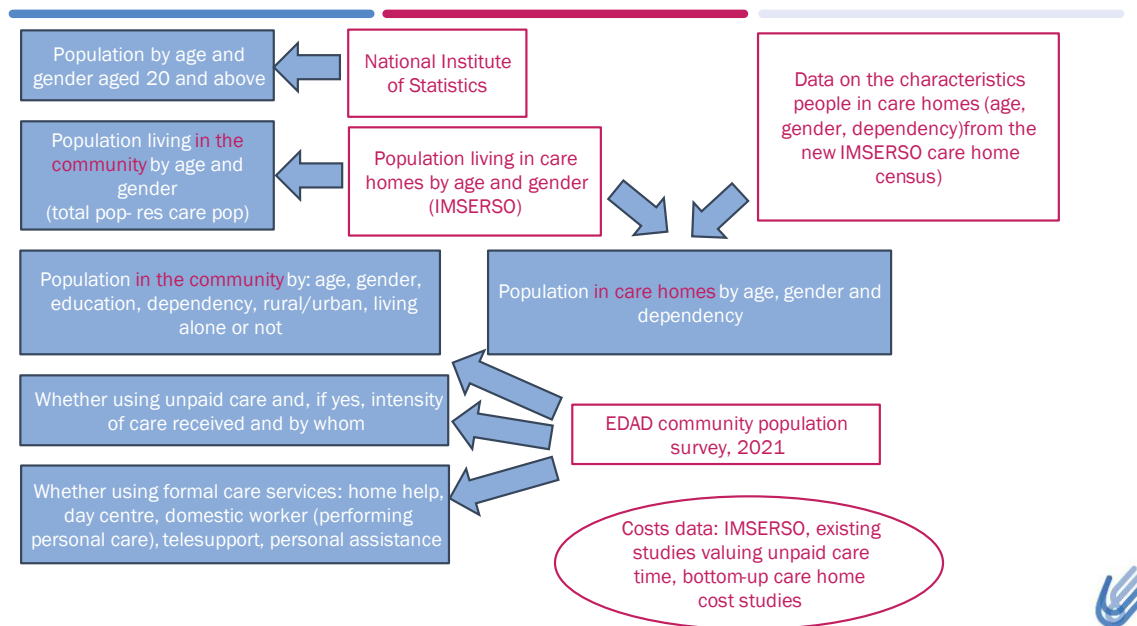 Population by age and
gender aged 20 and above
National Institute
of Statistics
Data on the characteristics
people in care homes (age,
gender, dependency)from the
new IMSERSO care home
census)
Population living in the
community by age and
gender
(total pop- res care pop)
Population living in care
homes by age and gender
(IMSERSO)
Population in the community by: age, gender,
education, dependency, rural/urban, living
alone or not
Population in care homes by age, gender and
dependency
Whether using unpaid care and, if yes, intensity
of care received and by whom
EDAD community population
survey, 2021
Whether using formal care services: home help,
day centre, domestic worker (performing
personal care), telesupport, personal assistance
Costs data: IMSERSO, existing
studies valuing unpaid care
time, bottom-up care home
cost studies